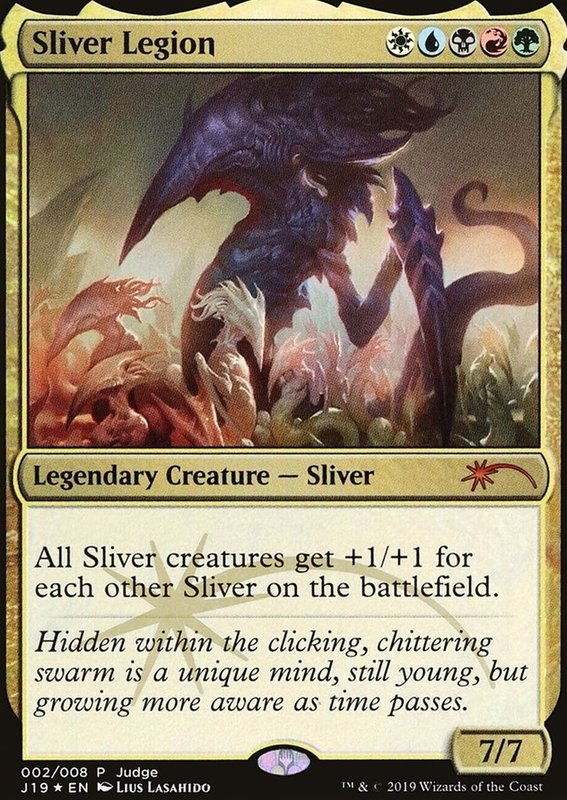 Sliver Legion
Legendary Creature — Sliver
All Sliver creatures get +1/+1 for
each other Sliver on the battlefield.
Hidden within the clicking, chittering
swarm is a unique mind, still young, but
growing more aware as time passes.
7/7
002/008 P Judge
J19 ★ EN Lius Lasahido
™ & © 2019 Wizards of the Coast